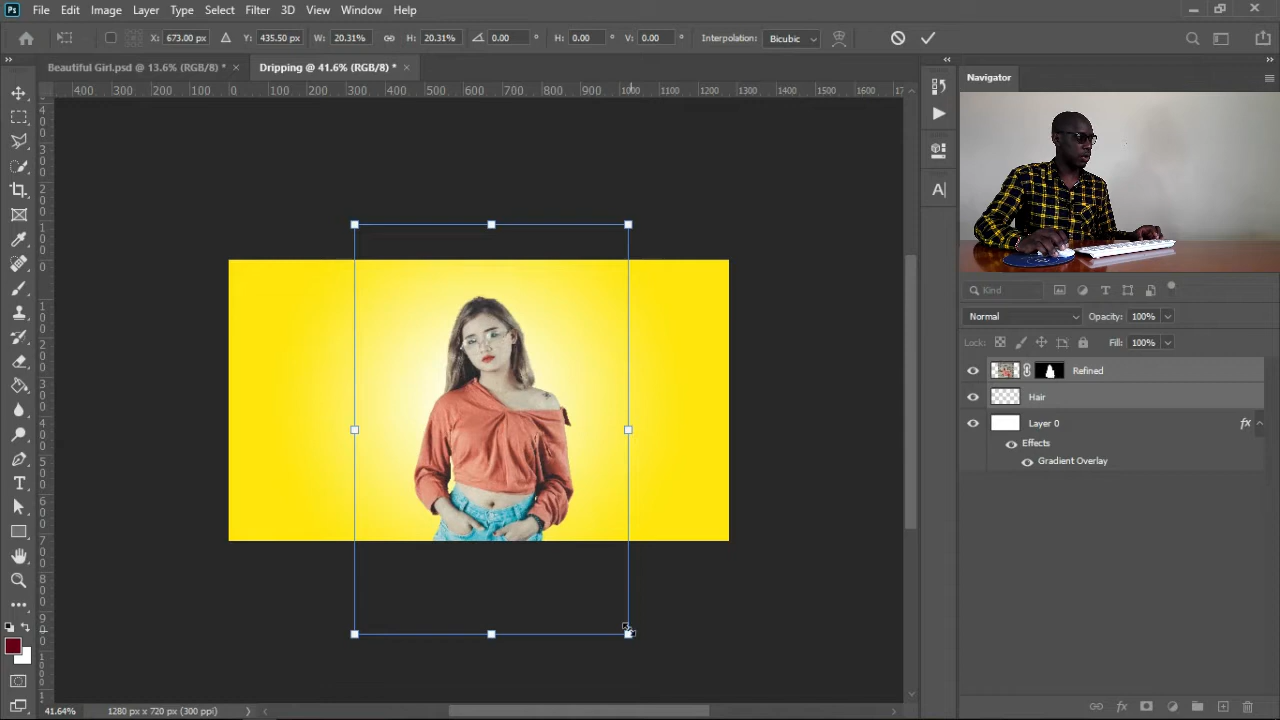 Ps File Edit Image Layer Type Select Filter 3D View Window Help
X: 673.00 px Y: 435.50 px W: 20.31% H: 20.31% 0.00 ° H: 0.00 ° V: 0.00 ° Interpolation: Bicubic
Beautiful Girl.psd @ 13.6% (RGB/8) * × Dripping @ 41.6% (RGB/8) * ×
Navigator
400 300 200 100 0 100 200 300 400 500 600 700 800 900 1000 1100 1200 1300 1400 1500 1600
Kind
Normal Opacity: 100%
Lock: Fill: 100%
Refined
Hair
Layer 0 fx
Effects
Gradient Overlay
41.64% 1280 px x 720 px (300 ppi)